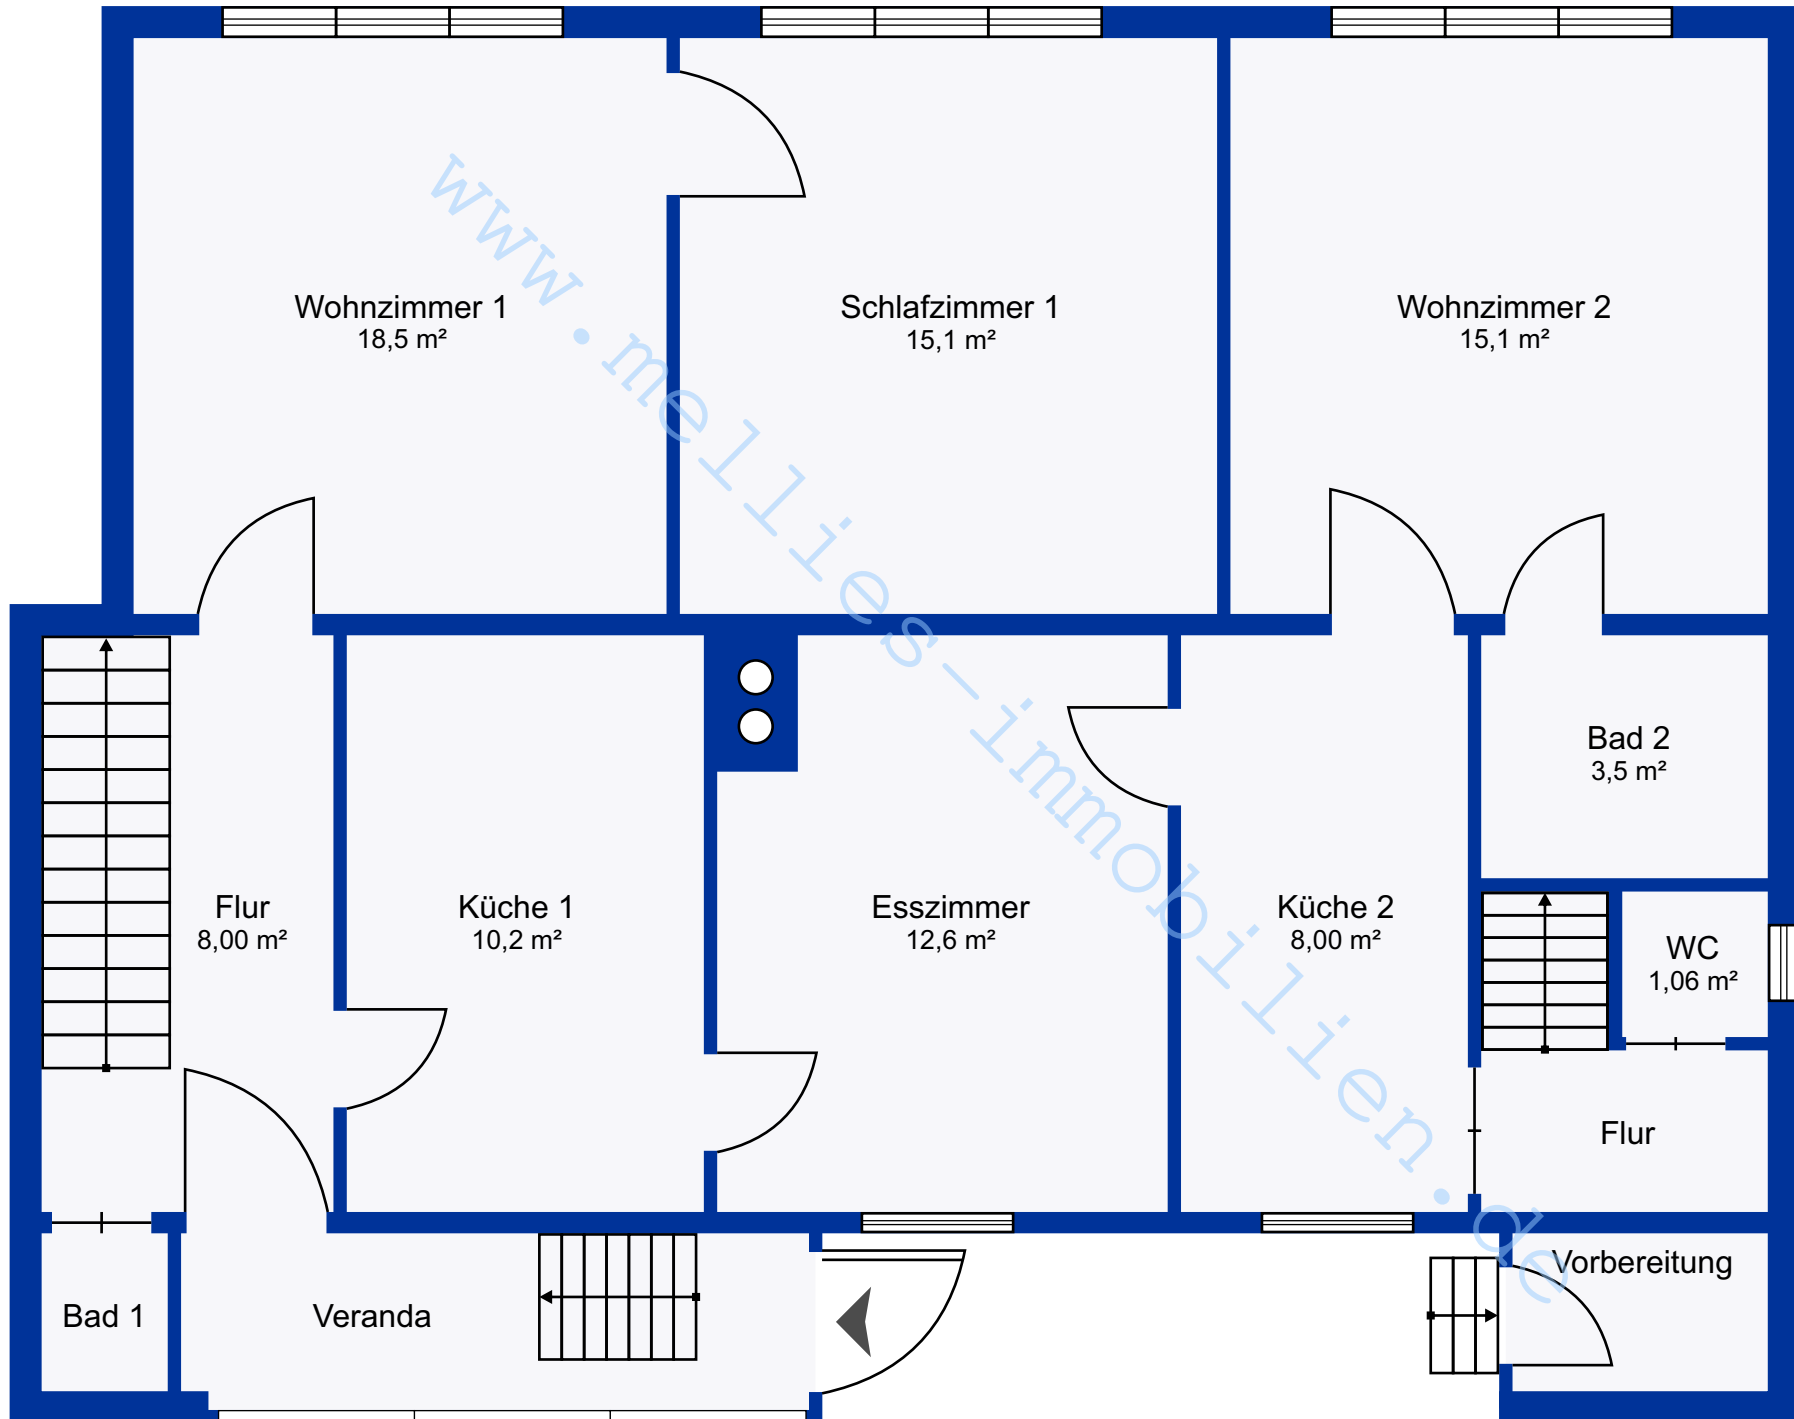 Wohnzimmer 1
18,5 m²
Schlafzimmer 1
15,1 m²
Wohnzimmer 2
15,1 m²
www.mellies-immobilien.de
Bad 2
3,5 m²
Flur
8,00 m²
Küche 1
10,2 m²
Esszimmer
12,6 m²
Küche 2
8,00 m²
WC
1,06 m²
Flur
Vorbereitung
Bad 1
Veranda